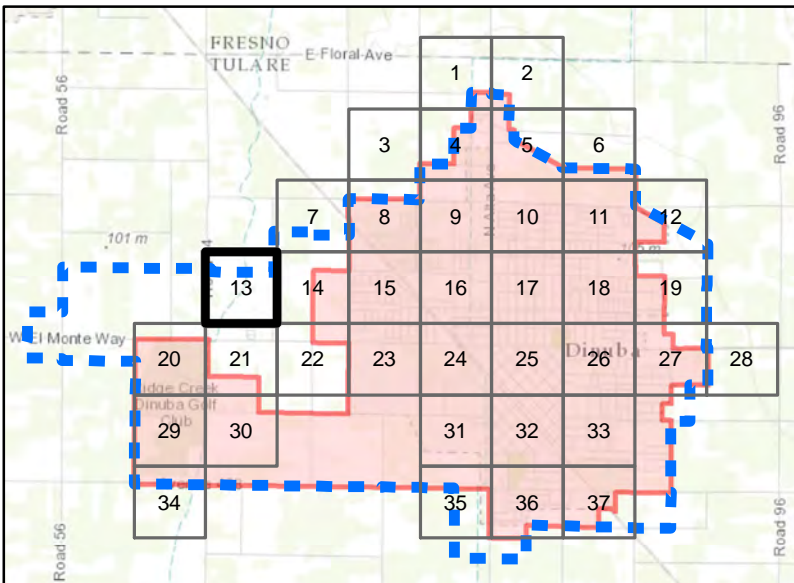 FRESNO
TULARE
E Floral Ave
1 2
Road 56
Road 96
3 4 5 6
7 8 9 10 11 12
101 m
13 14 15 16 17 18 19
W El Monte Way
Dinuba
20 21 22 23 24 25 26 27 28
Ridge Creek
Dinuba Golf
Club
29 30 31 32 33
34 35 36 37
Road 56
Road 96